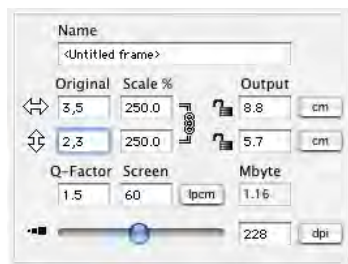 Name
<Untitled frame>
Original Scale % Output
3,5 250.0 8.8 cm
2,3 250.0 5.7 cm
Q-Factor Screen Mbyte
1.5 60 lpcm 1.16
228 dpi